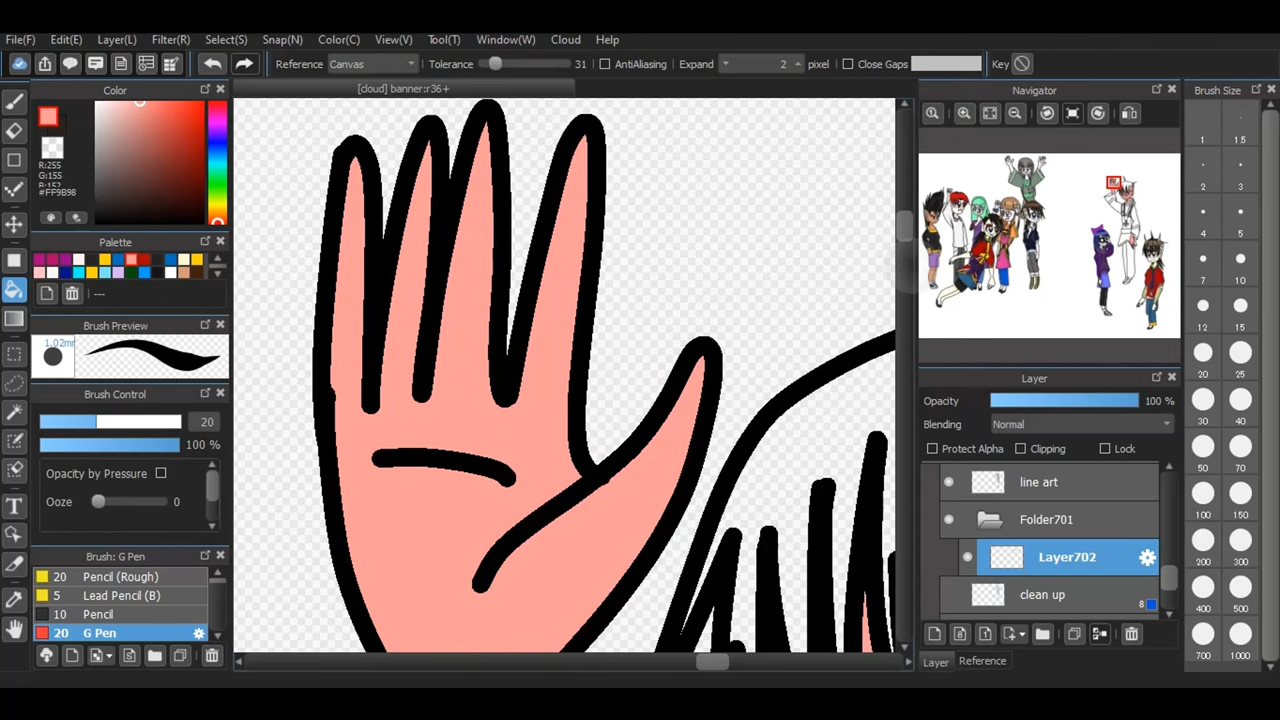 File(F) Edit(E) Layer(L) Filter(R) Select(S) Snap(N) Color(C) View(V) Tool(T) Window(W) Cloud Help
Reference Canvas Tolerance 31 AntiAliasing Expand 2 pixel Close Gaps Key
Color
[cloud] banner:r36+
Navigator
Brush Size
R:255
G:155
B:152
#FF9B98
Palette
---
Brush Preview
1.02mm
Brush Control
20
100 %
Opacity by Pressure
Ooze 0
Brush: G Pen
20 Pencil (Rough)
5 Lead Pencil (B)
10 Pencil
20 G Pen
Layer
Opacity 100 %
Blending Normal
Protect Alpha Clipping Lock
line art
Folder701
Layer702
clean up
8
Layer Reference
1 1.5
2 3
4 5
7 10
12 15
20 25
30 40
50 70
100 150
200 300
400 500
700 1000